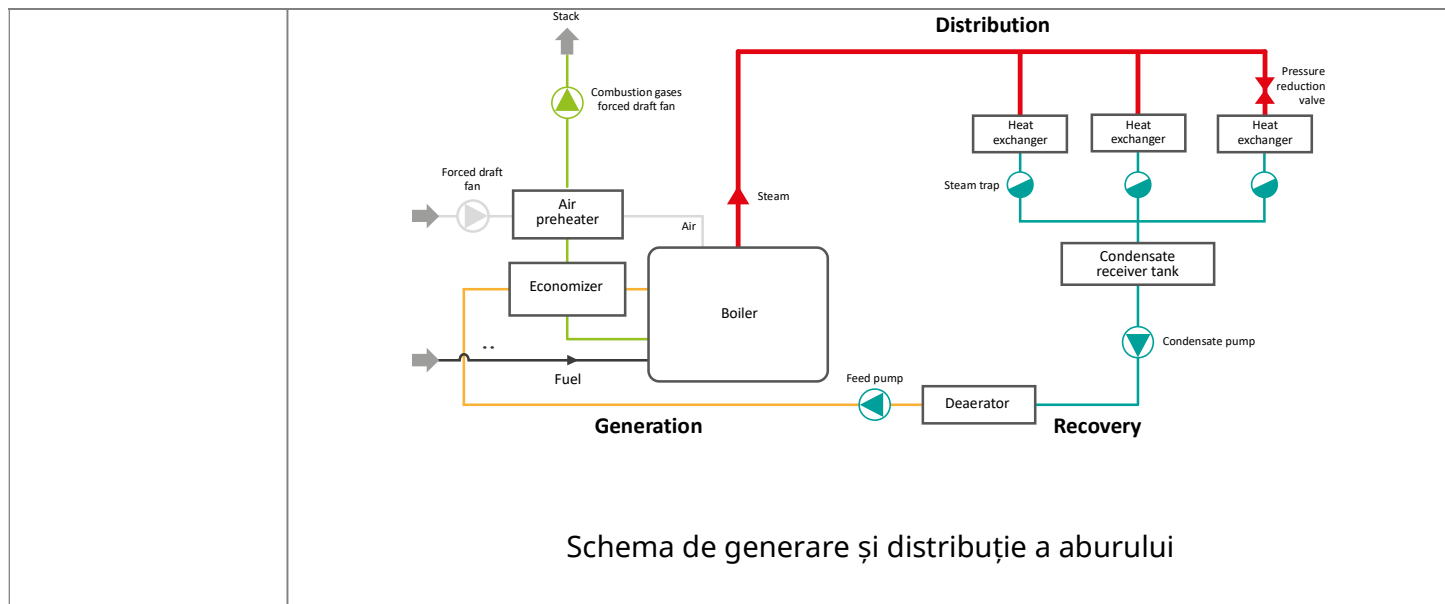 Stack
Distribution
Combustion gases
forced draft fan
Pressure
reduction
valve
Heat
exchanger
Heat
exchanger
Heat
exchanger
Forced draft
fan
Steam trap
Air
preheater
Steam
Air
Condensate
receiver tank
Economizer
Boiler
Condensate pump
Fuel
Feed pump
Deaerator
Generation
Recovery
Schema de generare și distribuție a aburului